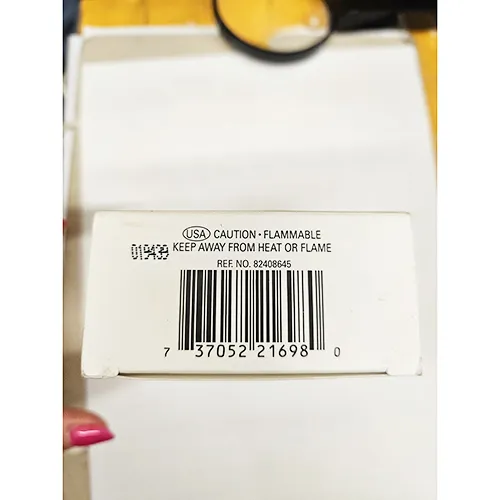 USA CAUTION • FLAMMABLE
019439 KEEP AWAY FROM HEAT OR FLAME
REF. NO. 82408645
7 37052 21698 0